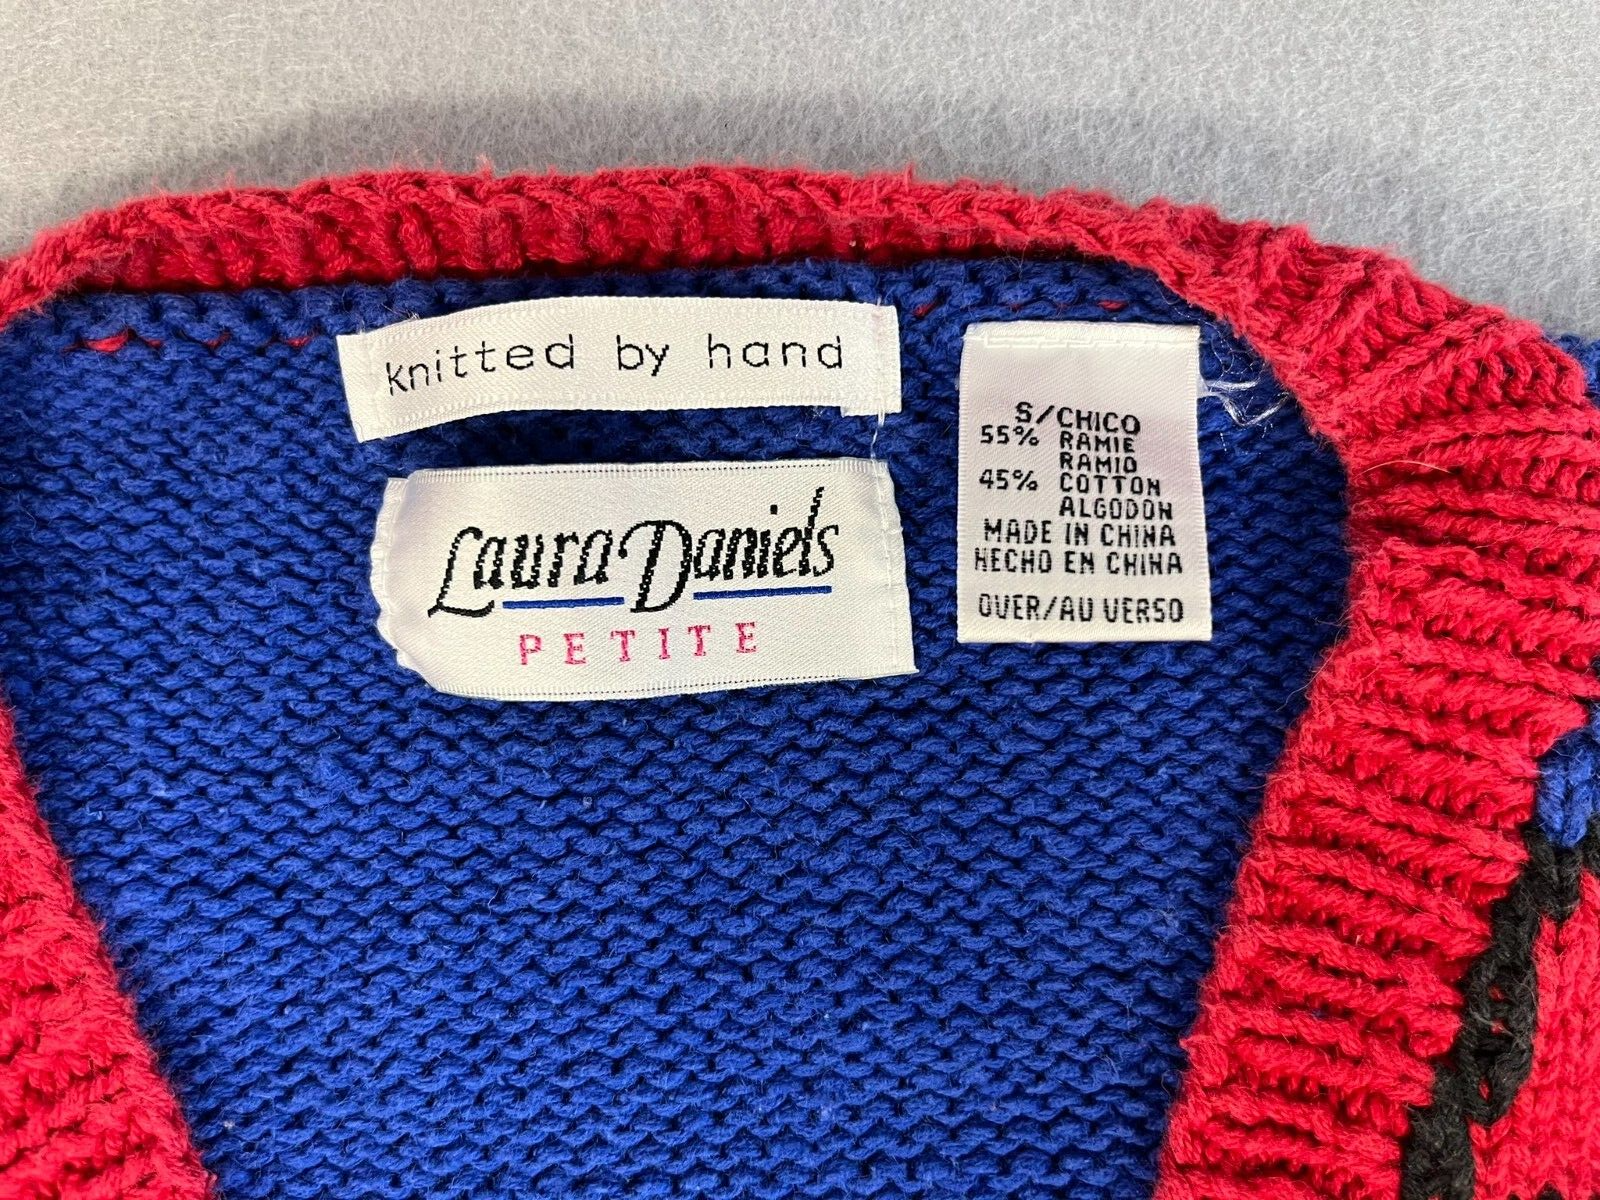 knitted by hand
Laura Daniels
PETITE
S/CHICO
55% RAMIE
RAMIO
45% COTTON
ALGODON
MADE IN CHINA
HECHO EN CHINA
OVER/AU VERSO